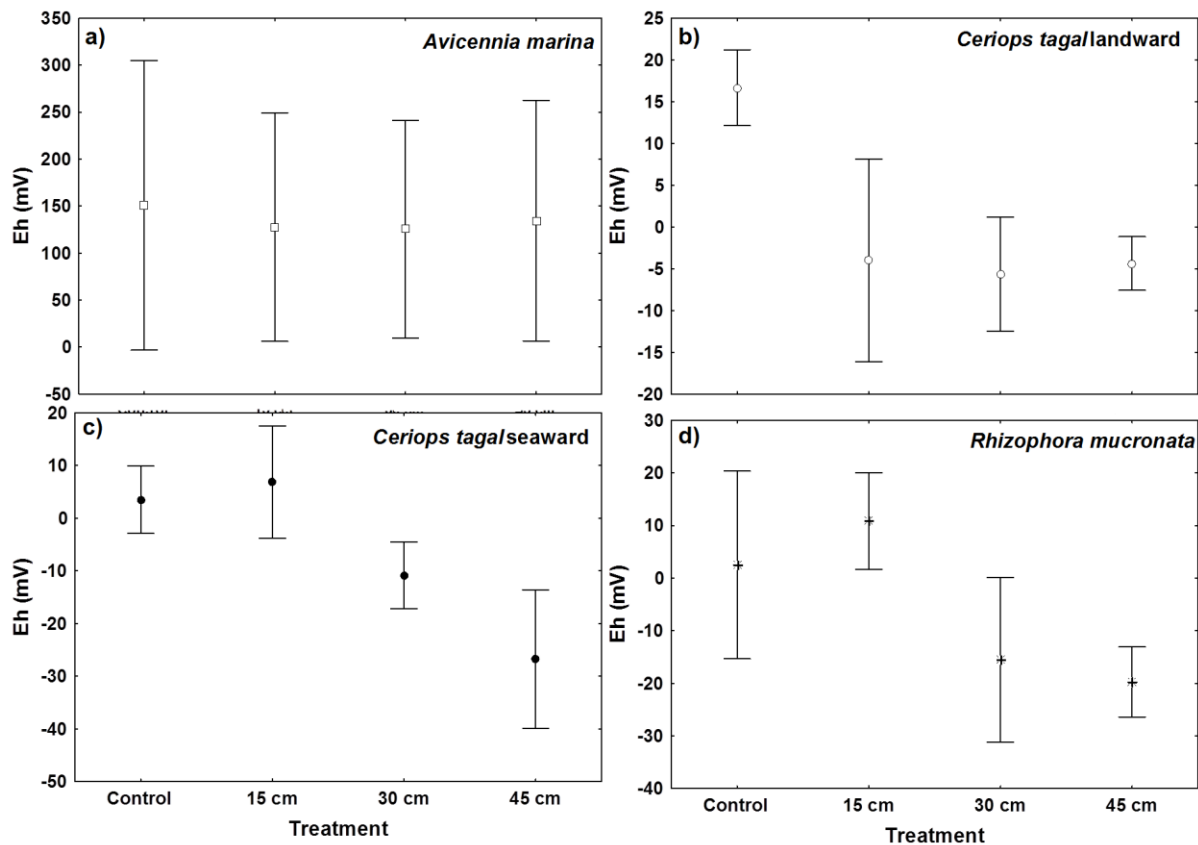 a)
Avicennia marina
350
300
250
200
150
100
50
0
-50
Eh (mV)
b)
Ceriops tagal landward
25
20
15
10
5
0
-5
-10
-15
-20
Eh (mV)
c)
Ceriops tagal seaward
20
10
0
-10
-20
-30
-40
-50
Eh (mV)
Control 15 cm 30 cm 45 cm
Treatment
d)
Rhizophora mucronata
30
20
10
0
-10
-20
-30
-40
Eh (mV)
Control 15 cm 30 cm 45 cm
Treatment